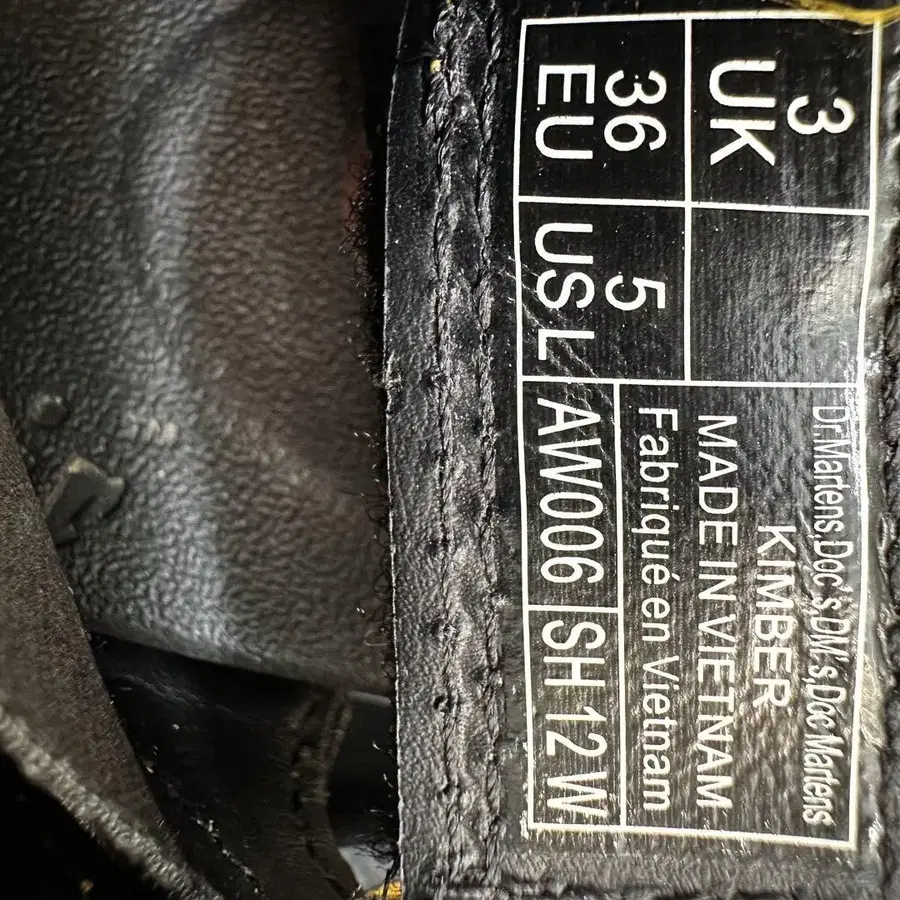 3
UK
36
EU
5
US L
Dr.Martens,Doc's,DM's,Doc Martens
KIMBER
MADE IN VIETNAM
Fabriqué en Vietnam
AW006
SH12W